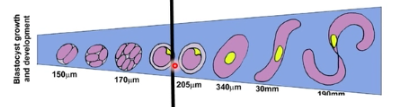 Blastocyst growth
and development
150µm
170µm
205µm
340µm
30mm
190mm